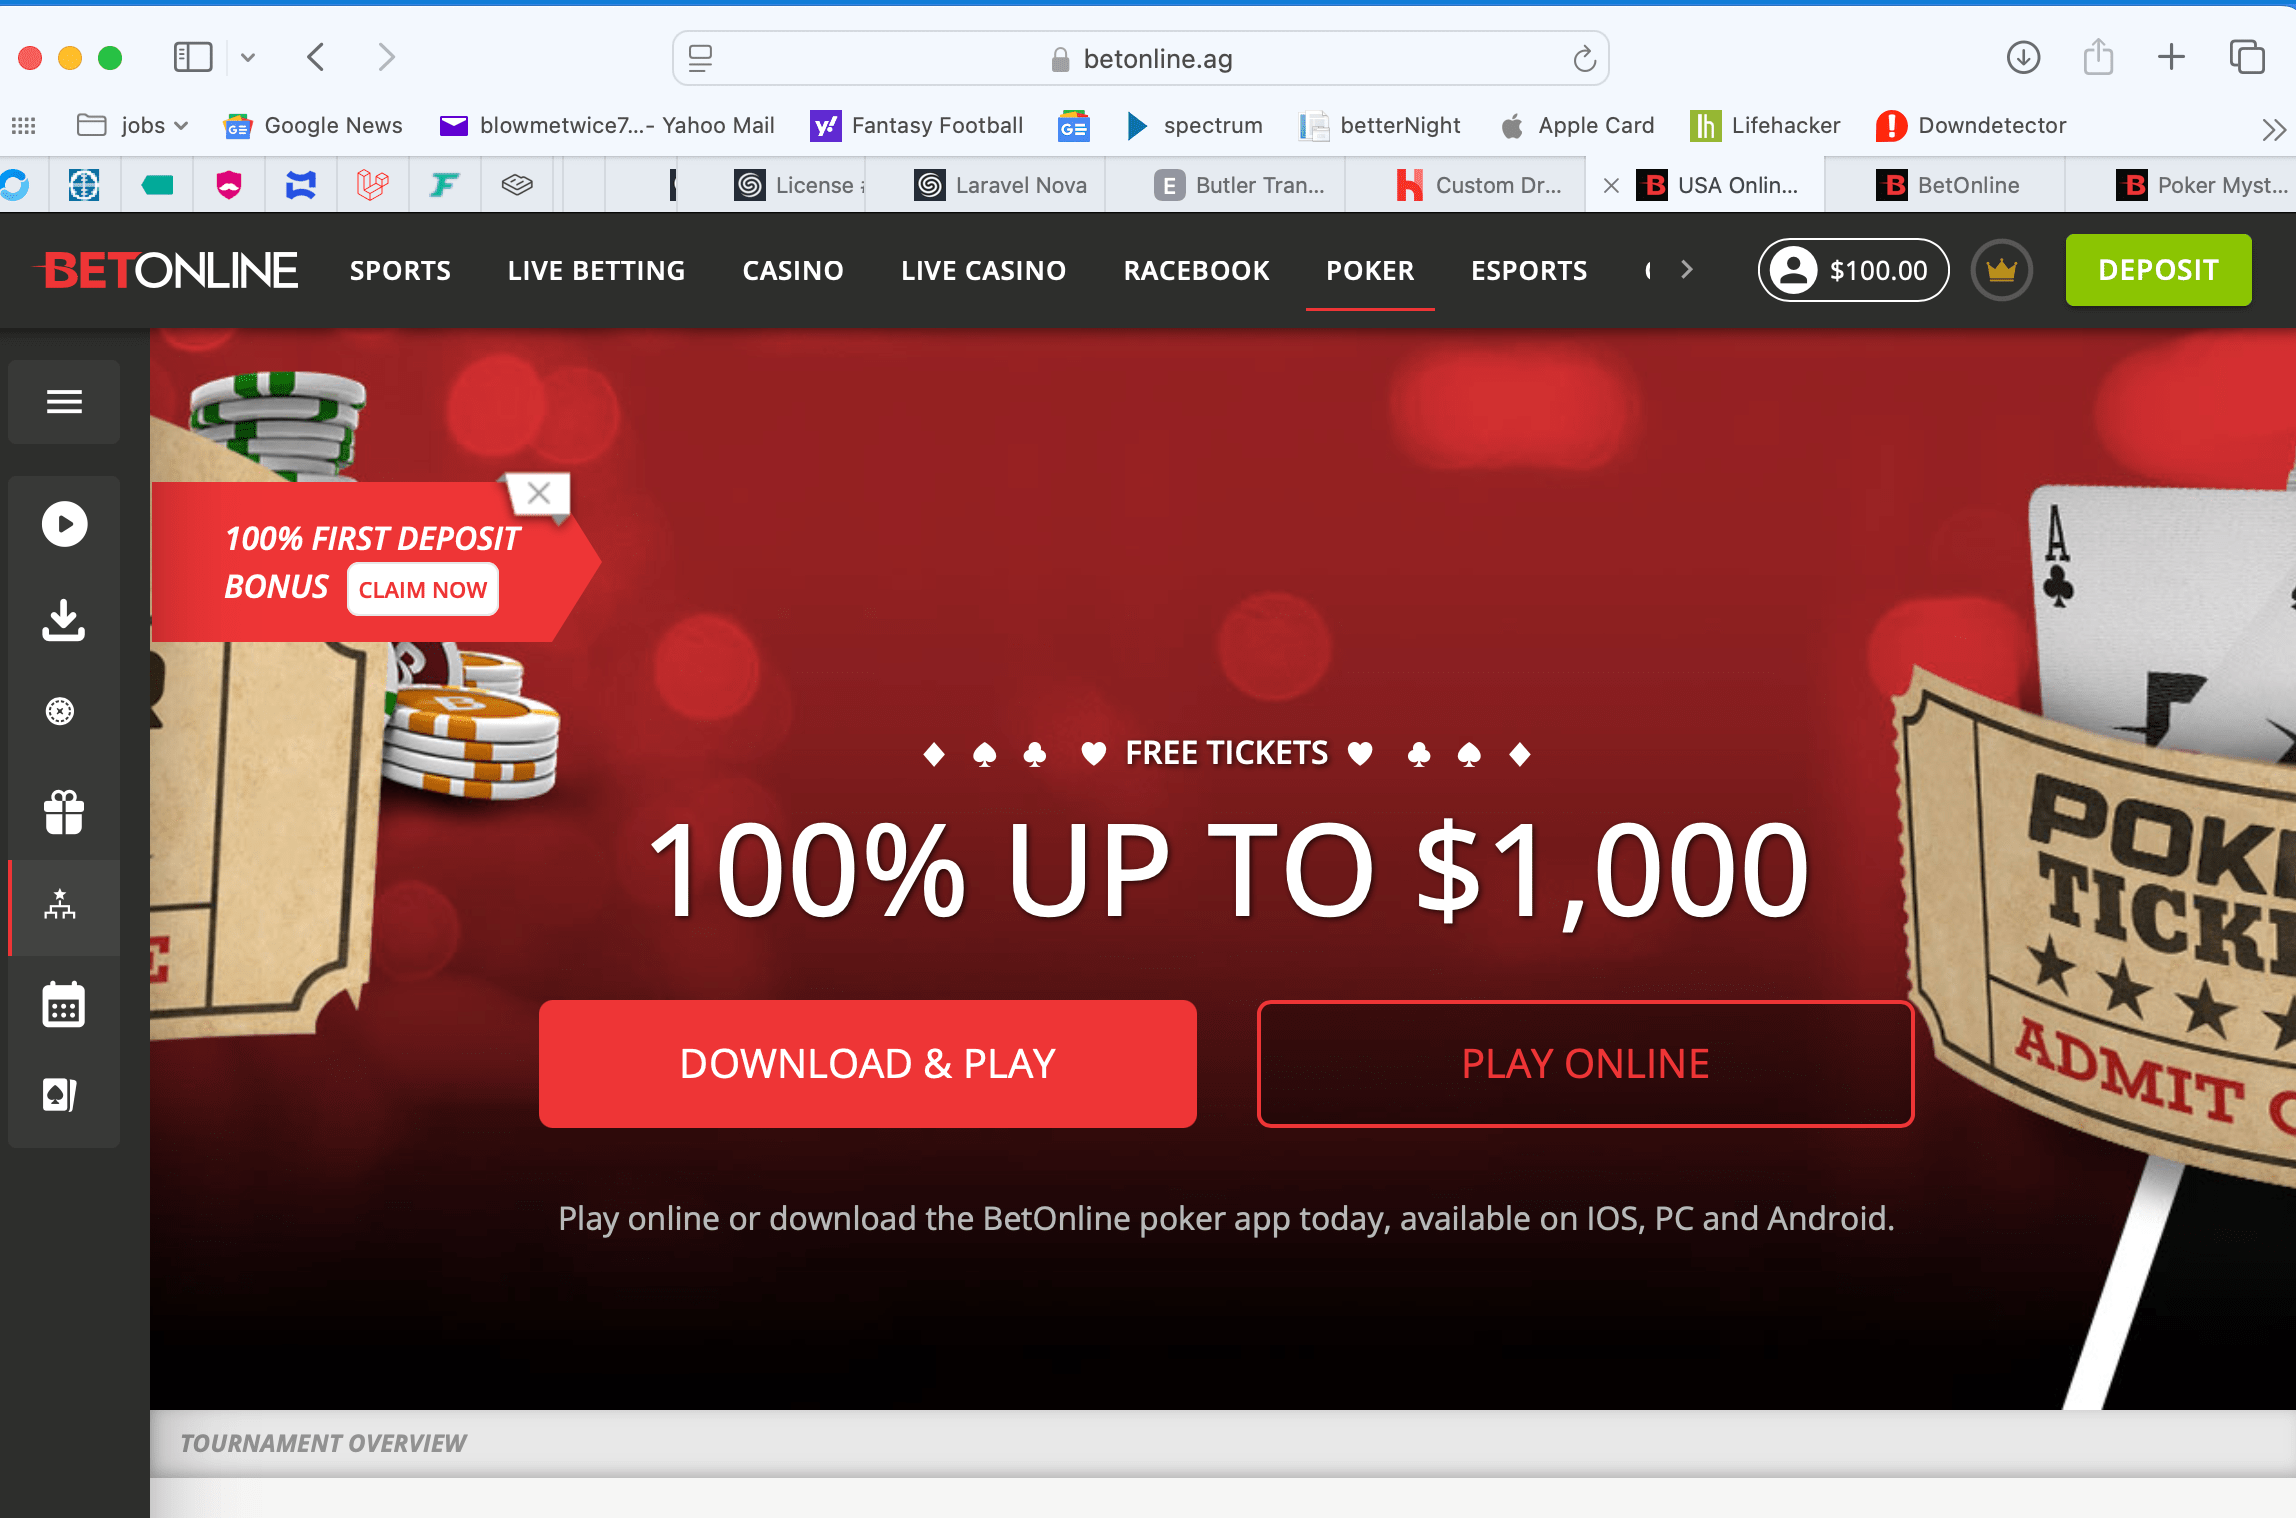 betonline.ag
jobs
Google News
blowmetwice7...- Yahoo Mail
Fantasy Football
spectrum
betterNight
Apple Card
Lifehacker
Downdetector
License
Laravel Nova
Butler Tran...
Custom Dr...
USA Onlin...
BetOnline
Poker Myst...
BETONLINE
SPORTS
LIVE BETTING
CASINO
LIVE CASINO
RACEBOOK
POKER
ESPORTS
$100.00
DEPOSIT
100% FIRST DEPOSIT
BONUS CLAIM NOW
FREE TICKETS
100% UP TO $1,000
DOWNLOAD & PLAY
PLAY ONLINE
Play online or download the BetOnline poker app today, available on IOS, PC and Android.
A
POKE
TICKE
ADMIT O
TOURNAMENT OVERVIEW